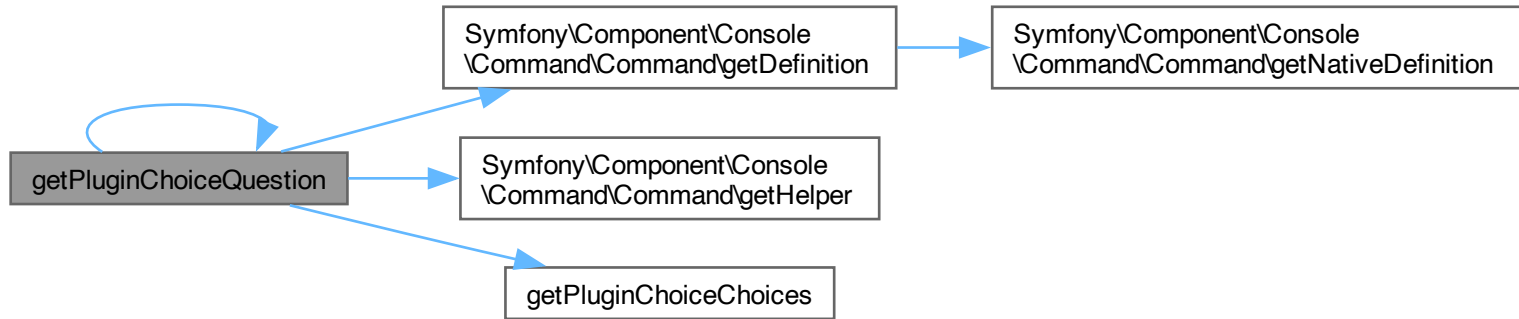 Symfony\Component\Console
\Command\Command\getDefinition
Symfony\Component\Console
\Command\Command\getNativeDefinition
getPluginChoiceQuestion
Symfony\Component\Console
\Command\Command\getHelper
getPluginChoiceChoices